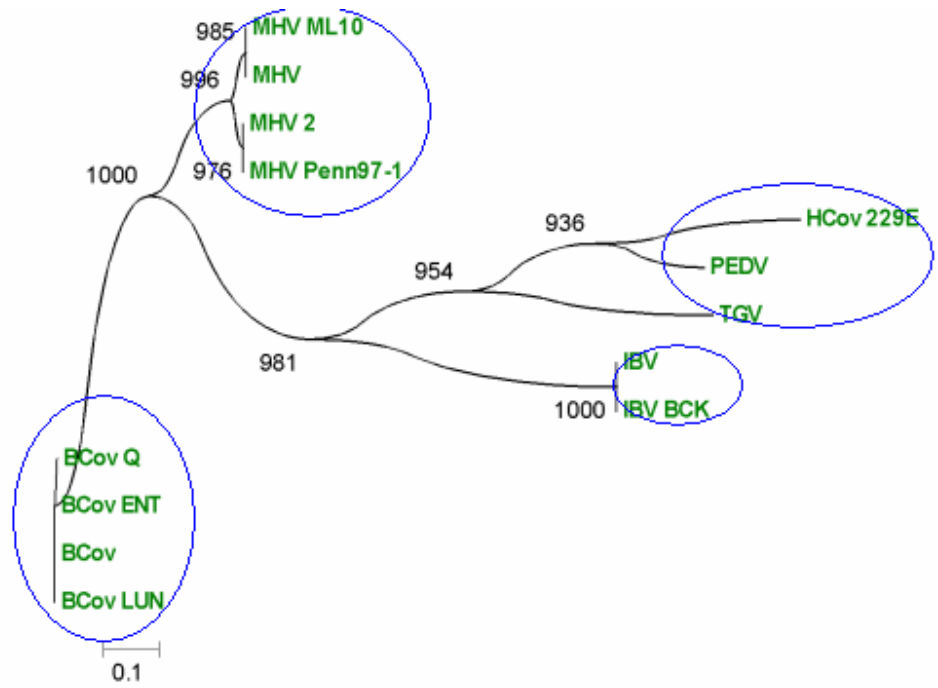 985
MHV ML10
996
MHV
MHV 2
976
MHV Penn97-1
1000
936
HCov 229E
954
PEDV
TGV
981
IBV
1000
IBV BCK
BCov Q
BCov ENT
BCov
BCov LUN
0.1